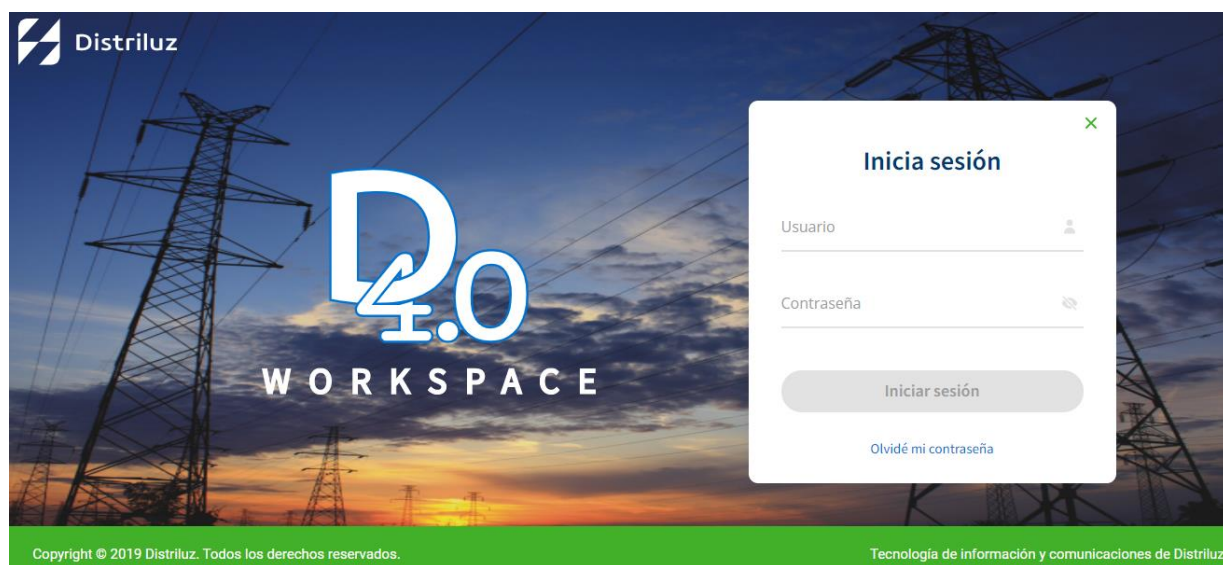 Distriluz
D4.0
WORKSPACE
Inicia sesión
Usuario
Contraseña
Iniciar sesión
Olvidé mi contraseña
Copyright © 2019 Distriluz. Todos los derechos reservados.
Tecnología de información y comunicaciones de Distriluz